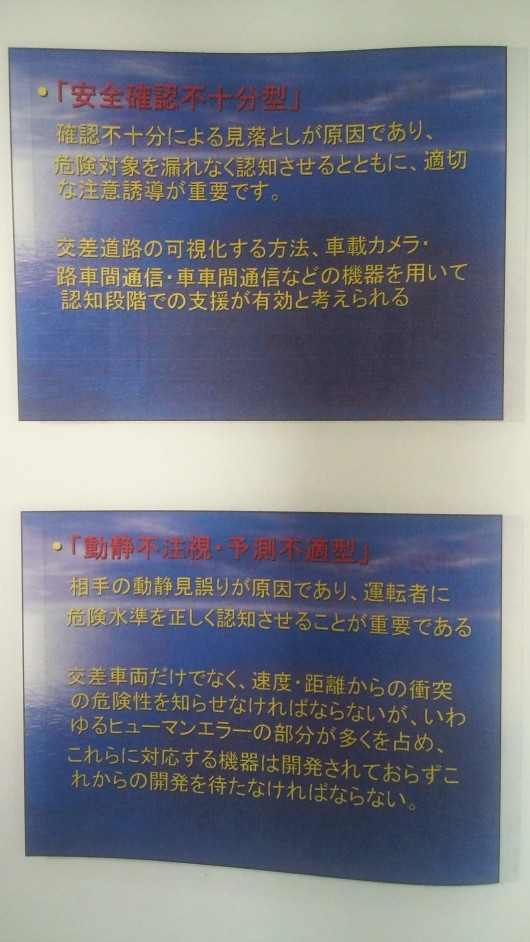 ・「安全確認不十分型」
確認不十分による見落としが原因であり、
危険対象を漏れなく認知させるとともに、適切
な注意誘導が重要です。
交差道路の可視化する方法、車載カメラ・
路車間通信・車車間通信などの機器を用いて
認知段階での支援が有効と考えられる
・「動静不注視・予測不適型」
相手の動静見誤りが原因であり、運転者に
危険水準を正しく認知させることが重要である
交差車両だけでなく、速度・距離からの衝突
の危険性を知らせなければならないが、いわ
ゆるヒューマンエラーの部分が多くを占め、
これらに対応する機器は開発されておらずこ
れからの開発を待たなければならない。